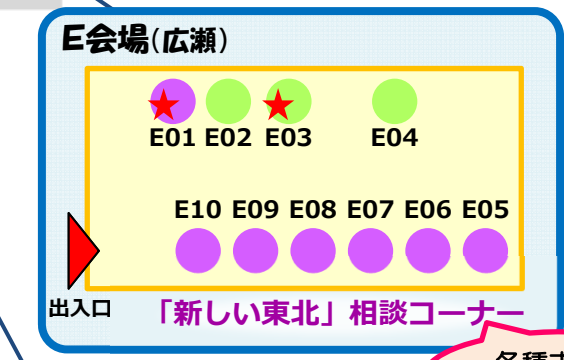 E会場(広瀬)
E01 E02 E03 E04
E10 E09 E08 E07 E06 E05
出入口 「新しい東北」相談コーナー
各種